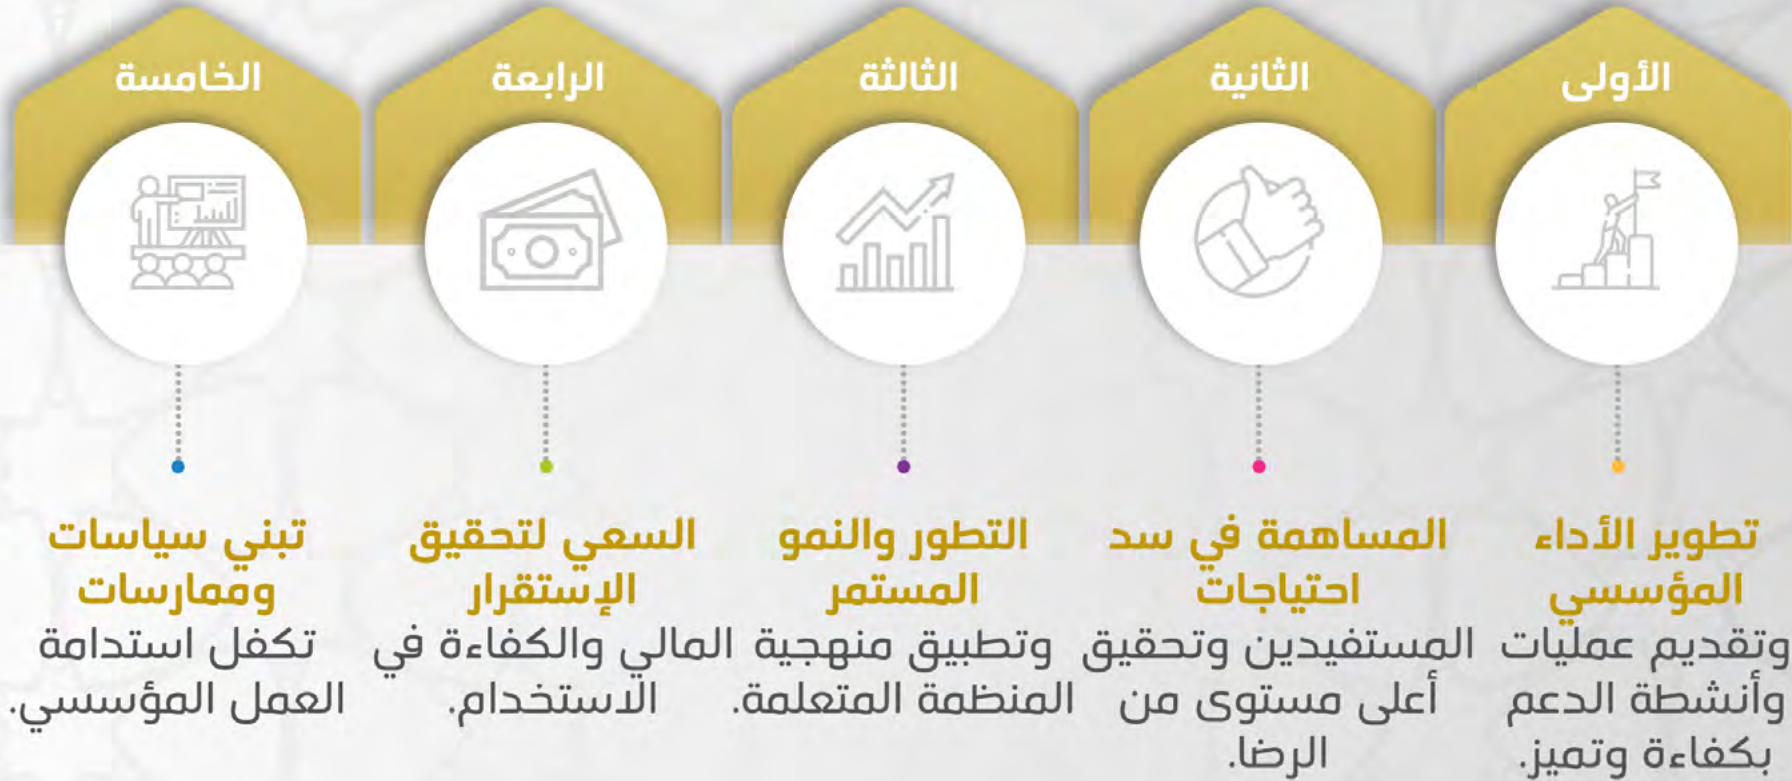 الأولى
تطوير الأداء
المؤسسي
وتقديم عمليات
وأنشطة الدعم
بكفاءة وتميز.
الثانية
المساهمة في سد
احتياجات
المستفيدين وتحقيق
أعلى مستوى من
الرضا.
الثالثة
التطور والنمو
المستمر
وتطبيق منهجية
المنظمة المتعلمة.
الرابعة
السعي لتحقيق
الإستقرار
المالي والكفاءة في
الاستخدام.
الخامسة
تبني سياسات
وممارسات
تكفل استدامة
العمل المؤسسي.